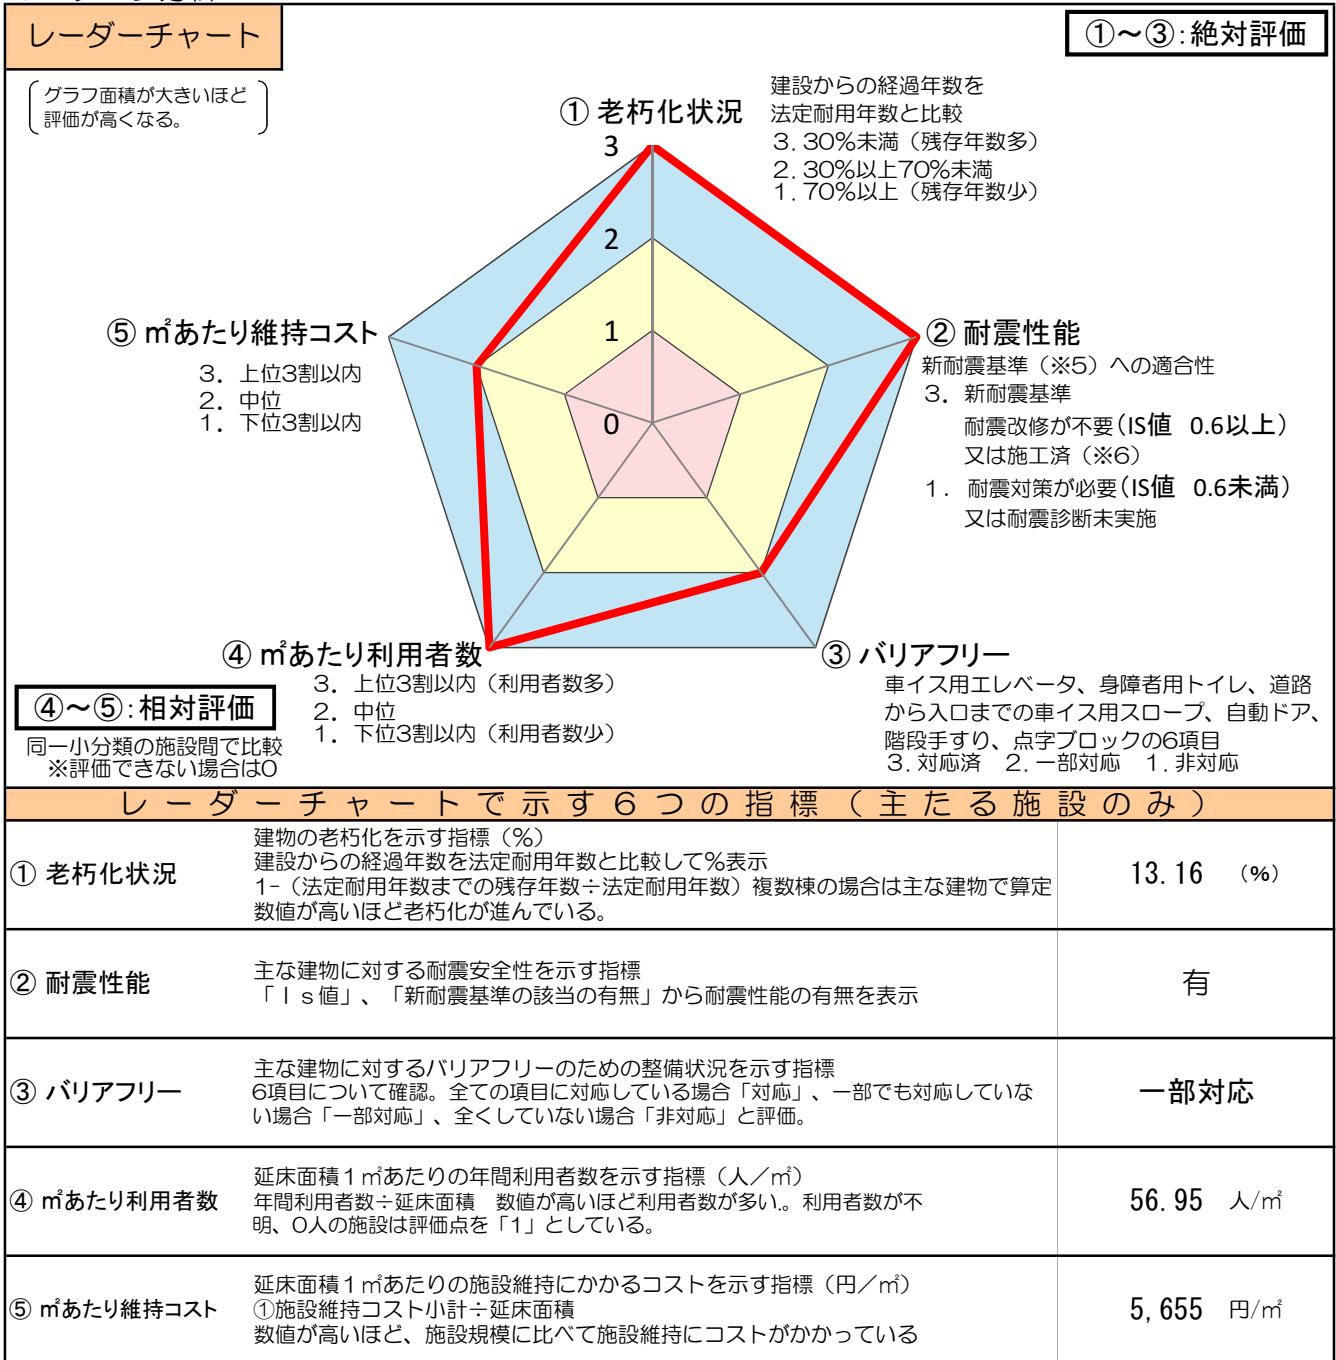 レーダーチャート
①～③:絶対評価
グラフ面積が大きいほど
評価が高くなる。
① 老朽化状況
建設からの経過年数を
法定耐用年数と比較
3. 30%未満（残存年数多）
2. 30%以上70%未満
1. 70%以上（残存年数少）
3
2
1
0
⑤ ㎡あたり維持コスト
3. 上位3割以内
2. 中位
1. 下位3割以内
② 耐震性能
新耐震基準（※5）への適合性
3. 新耐震基準
耐震改修が不要(IS値 0.6以上)
又は施工済（※6）
1. 耐震対策が必要(IS値 0.6未満)
又は耐震診断未実施
④ ㎡あたり利用者数
3. 上位3割以内（利用者数多）
2. 中位
1. 下位3割以内（利用者数少）
③ バリアフリー
車イス用エレベータ、身障者用トイレ、道路
から入口までの車イス用スロープ、自動ドア、
階段手すり、点字ブロックの6項目
3. 対応済 2. 一部対応 1. 非対応
④～⑤:相対評価
同一小分類の施設間で比較
※評価できない場合は0
レーダーチャートで示す6つの指標（主たる施設のみ）
① 老朽化状況
建物の老朽化を示す指標（%）
建設からの経過年数を法定耐用年数と比較して%表示
1-（法定耐用年数までの残存年数÷法定耐用年数）複数棟の場合は主な建物で算定
数値が高いほど老朽化が進んでいる。
13.16 （%）
② 耐震性能
主な建物に対する耐震安全性を示す指標
「Ｉｓ値」、「新耐震基準の該当の有無」から耐震性能の有無を表示
有
③ バリアフリー
主な建物に対するバリアフリーのための整備状況を示す指標
6項目について確認。全ての項目に対応している場合「対応」、一部でも対応していな
い場合「一部対応」、全くしていない場合「非対応」と評価。
一部対応
④ ㎡あたり利用者数
延床面積１㎡あたりの年間利用者数を示す指標（人／㎡）
年間利用者数÷延床面積 数値が高いほど利用者数が多い。利用者数が不
明、0人の施設は評価点を「1」としている。
56.95 人/㎡
⑤ ㎡あたり維持コスト
延床面積１㎡あたりの施設維持にかかるコストを示す指標（円／㎡）
①施設維持コスト小計÷延床面積
数値が高いほど、施設規模に比べて施設維持にコストがかかっている
5,655 円/㎡